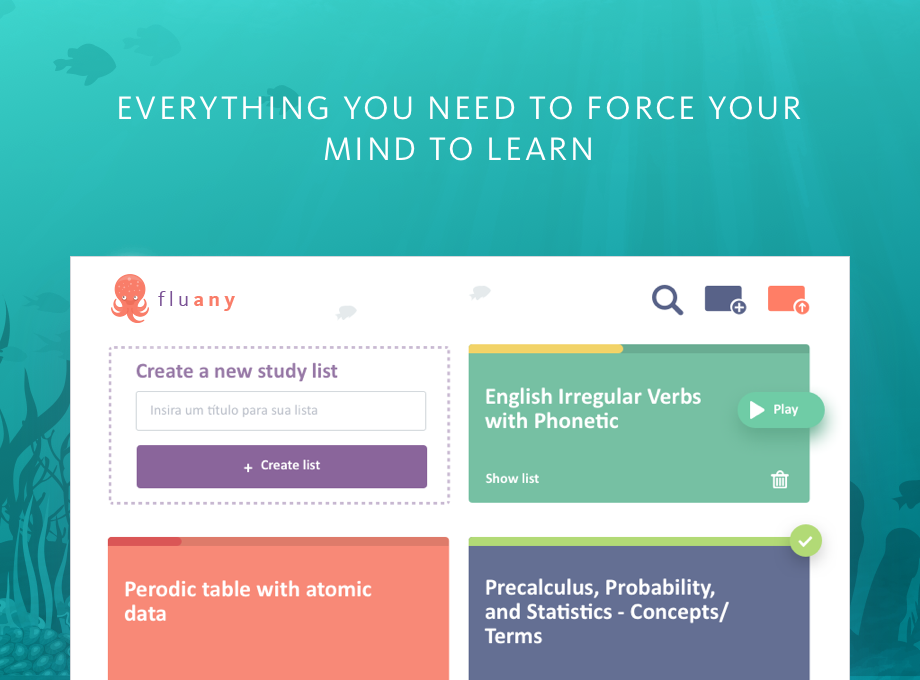 EVERYTHING YOU NEED TO FORCE YOUR
MIND TO LEARN
fluany
Create a new study list
Insira um título para sua lista
+ Create list
English Irregular Verbs
with Phonetic
Play
Show list
Perodic table with atomic
data
Precalculus, Probability,
and Statistics - Concepts/
Terms